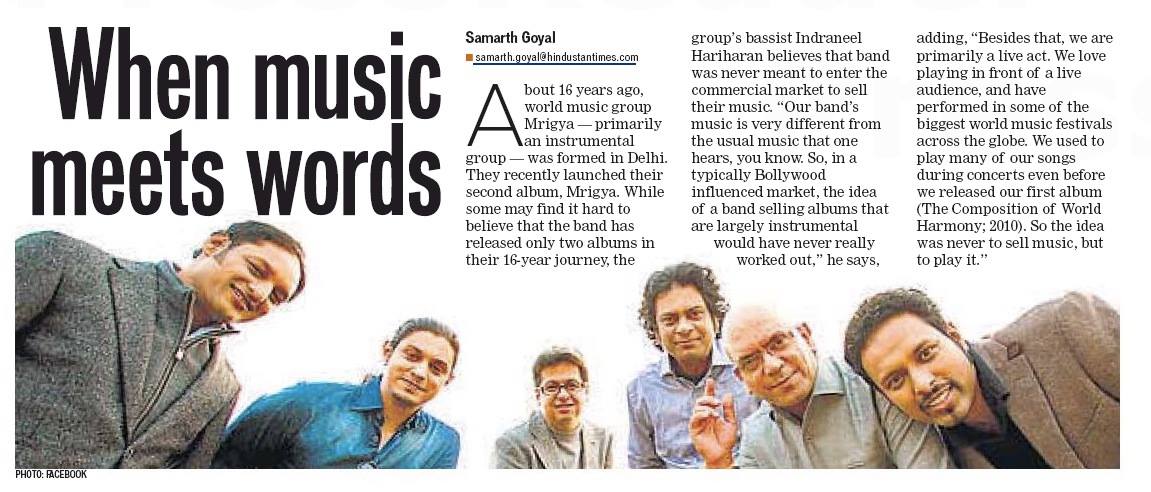 When music
meets words
Samarth Goyal
samarth.goyal@hindustantimes.com
About 16 years ago,
world music group
Mrigya — primarily
an instrumental
group — was formed in Delhi.
They recently launched their
second album, Mrigya. While
some may find it hard to
believe that the band has
released only two albums in
their 16-year journey, the
group's bassist Indraneel
Hariharan believes that band
was never meant to enter the
commercial market to sell
their music. “Our band's
music is very different from
the usual music that one
hears, you know. So, in a
typically Bollywood
influenced market, the idea
of a band selling albums that
are largely instrumental
would have never really
worked out,” he says,
adding, “Besides that, we are
primarily a live act. We love
playing in front of a live
audience, and have
performed in some of the
biggest world music festivals
across the globe. We used to
play many of our songs
during concerts even before
we released our first album
(The Composition of World
Harmony; 2010). So the idea
was never to sell music, but
to play it.”
PHOTO: FACEBOOK